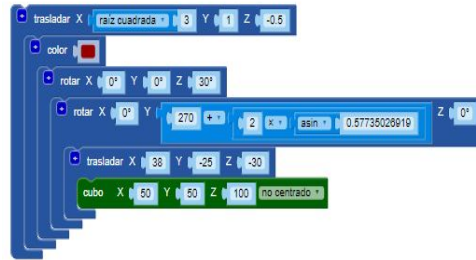 trasladar X raíz cuadrada 3 Y 1 Z -0.5
color
rotar X 0° Y 0° Z 30°
rotar X 0° Y 270 + 2 x asin 0.57735026919 Z 0°
trasladar X 38 Y -25 Z -30
cubo X 50 Y 50 Z 100 no centrado